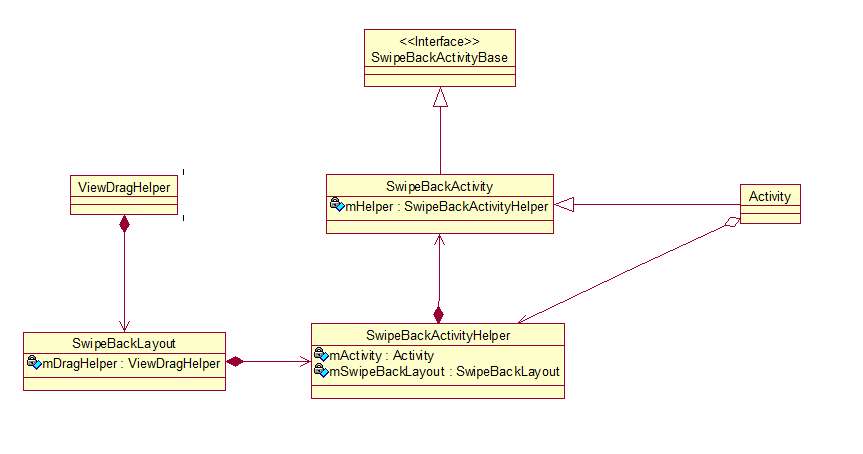 <<Interface>>
SwipeBackActivityBase
ViewDragHelper
SwipeBackActivity
mHelper : SwipeBackActivityHelper
Activity
SwipeBackLayout
mDragHelper : ViewDragHelper
SwipeBackActivityHelper
mActivity : Activity
mSwipeBackLayout : SwipeBackLayout